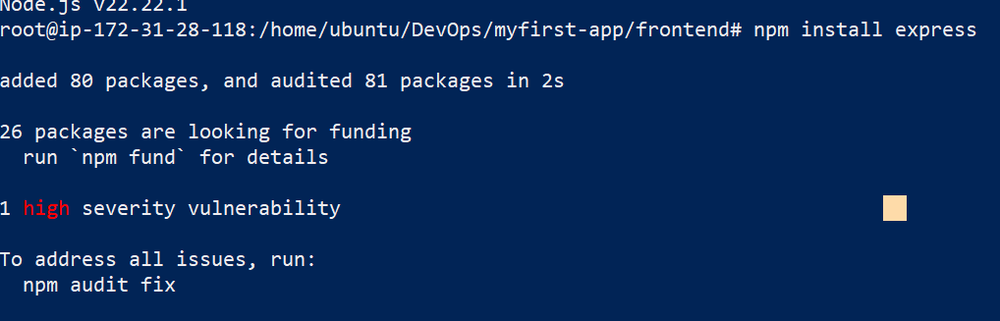 Node.js v22.22.1
root@ip-172-31-28-118:/home/ubuntu/DevOps/myfirst-app/frontend# npm install express
added 80 packages, and audited 81 packages in 2s
26 packages are looking for funding
  run `npm fund` for details
1 high severity vulnerability
To address all issues, run:
  npm audit fix